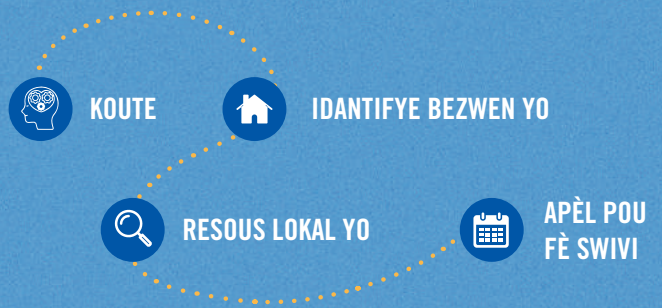 KOUTE
IDANTIFYE BEZWEN YO
RESOUS LOKAL YO
APÈL POU
FÈ SWIVI